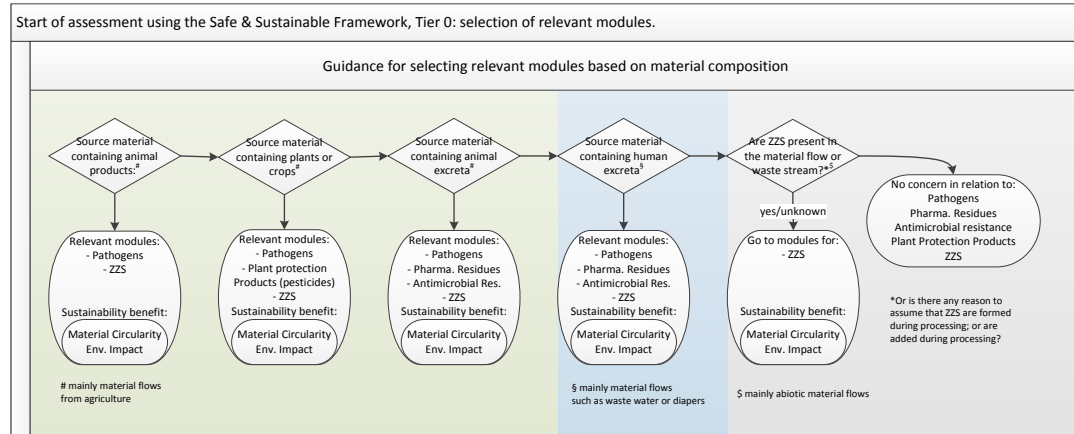 Start of assessment using the Safe & Sustainable Framework, Tier 0: selection of relevant modules.
Guidance for selecting relevant modules based on material composition
Source material
containing animal
products:#
Source material
containing plants or
crops#
Source material
containing animal
excreta#
Source material
containing human
excreta§
Are ZZS present in
the material flow or
waste stream?*$
yes/unknown
No concern in relation to:
Pathogens
Pharma. Residues
Antimicrobial resistance
Plant Protection Products
ZZS
Relevant modules:
- Pathogens
- ZZS
Sustainability benefit:
Material Circularity
Env. Impact
Relevant modules:
- Pathogens
- Plant protection
Products (pesticides)
- ZZS
Sustainability benefit:
Material Circularity
Env. Impact
Relevant modules:
- Pathogens
- Pharma. Residues
- Antimicrobial Res.
- ZZS
Sustainability benefit:
Material Circularity
Env. Impact
Relevant modules:
- Pathogens
- Pharma. Residues
- Antimicrobial Res.
- ZZS
Sustainability benefit:
Material Circularity
Env. Impact
Go to modules for:
- ZZS
Sustainability benefit:
Material Circularity
Env. Impact
*Or is there any reason to
assume that ZZS are formed
during processing; or are
added during processing?
# mainly material flows
from agriculture
§ mainly material flows
such as waste water or diapers
$ mainly abiotic material flows